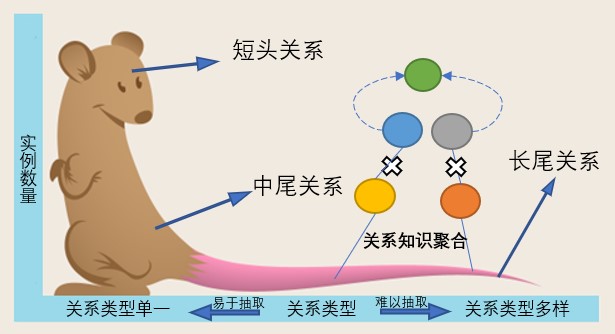 短头关系
实例数量
长尾关系
中尾关系
关系知识聚合
关系类型单一
易于抽取
关系类型
难以抽取
关系类型多样